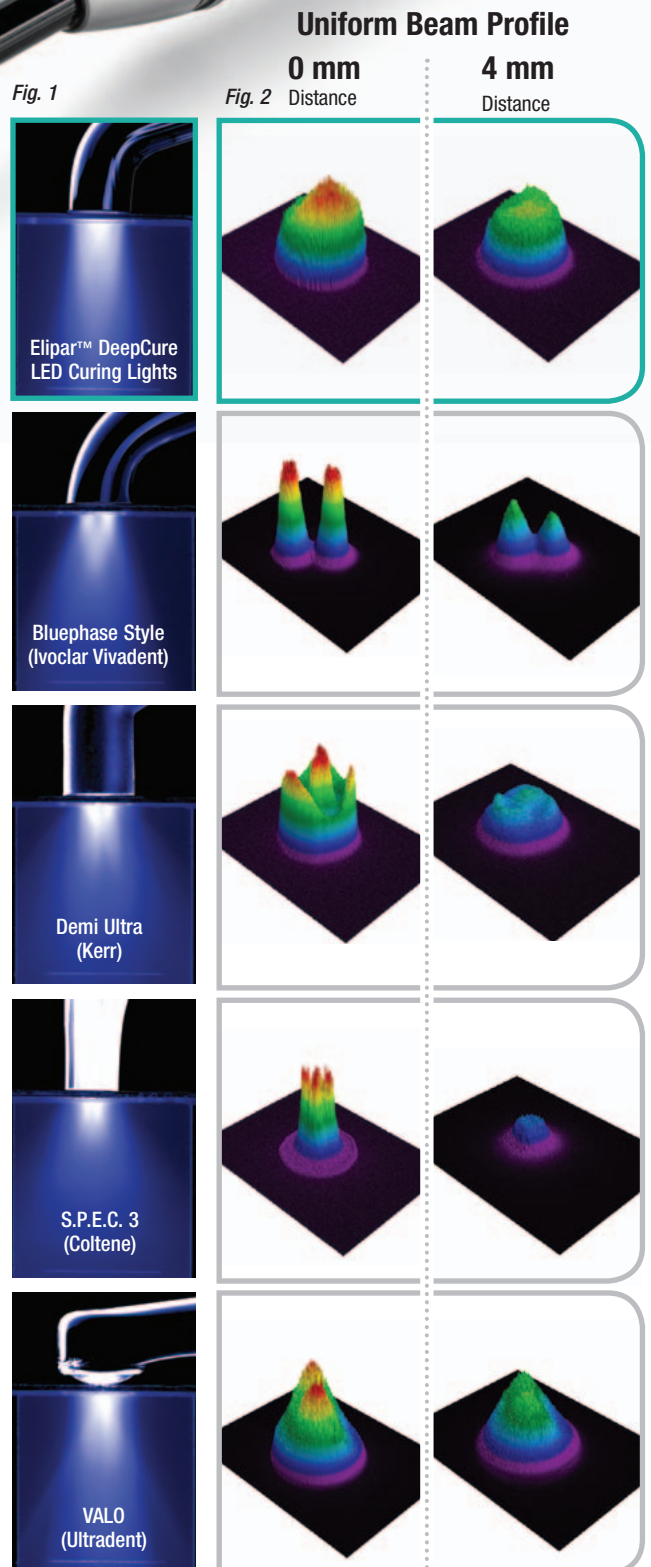 Uniform Beam Profile
0 mm
4 mm
Fig. 1
Fig. 2 Distance
Distance
Elipar™ DeepCure
LED Curing Lights
Bluephase Style
(Ivoclar Vivadent)
Demi Ultra
(Kerr)
S.P.E.C. 3
(Coltene)
VALO
(Ultradent)